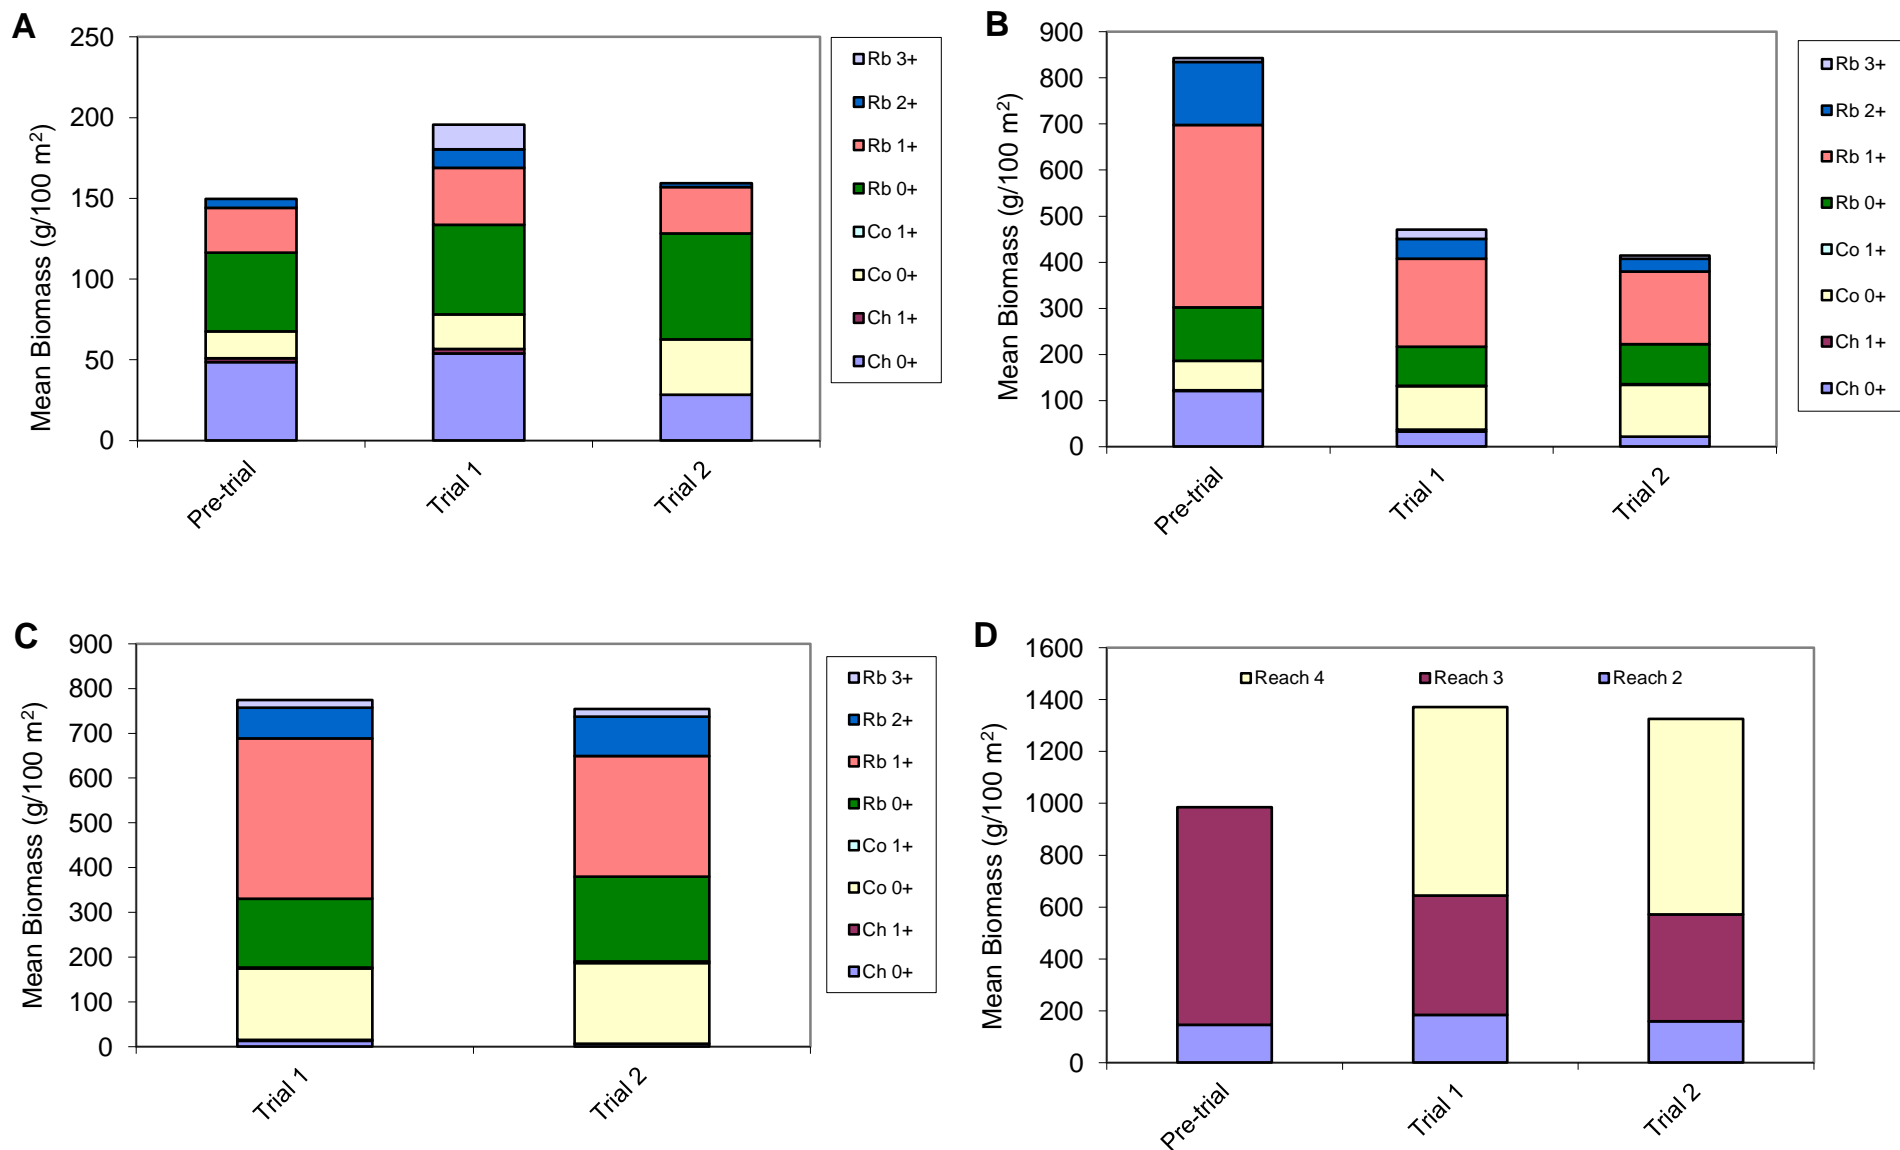 A
Mean Biomass (g/100 m²)
250
200
150
100
50
0
Pre-trial
Trial 1
Trial 2
Rb 3+
Rb 2+
Rb 1+
Rb 0+
Co 1+
Co 0+
Ch 1+
Ch 0+
B
Mean Biomass (g/100 m²)
900
800
700
600
500
400
300
200
100
0
Pre-trial
Trial 1
Trial 2
Rb 3+
Rb 2+
Rb 1+
Rb 0+
Co 1+
Co 0+
Ch 1+
Ch 0+
C
Mean Biomass (g/100 m²)
900
800
700
600
500
400
300
200
100
0
Trial 1
Trial 2
Rb 3+
Rb 2+
Rb 1+
Rb 0+
Co 1+
Co 0+
Ch 1+
Ch 0+
D
Mean Biomass (g/100 m²)
1600
1400
1200
1000
800
600
400
200
0
Reach 4 Reach 3 Reach 2
Pre-trial
Trial 1
Trial 2